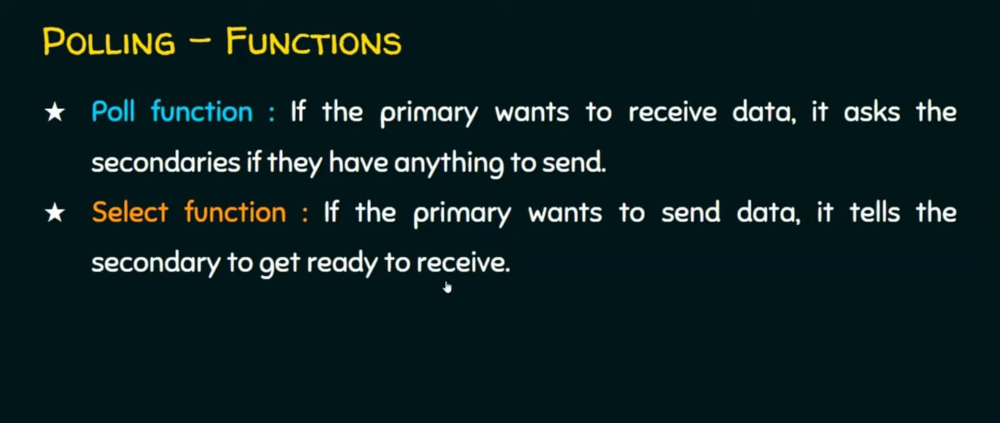 POLLING – FUNCTIONS
★ Poll function : If the primary wants to receive data, it asks the
secondaries if they have anything to send.
★ Select function : If the primary wants to send data, it tells the
secondary to get ready to receive.